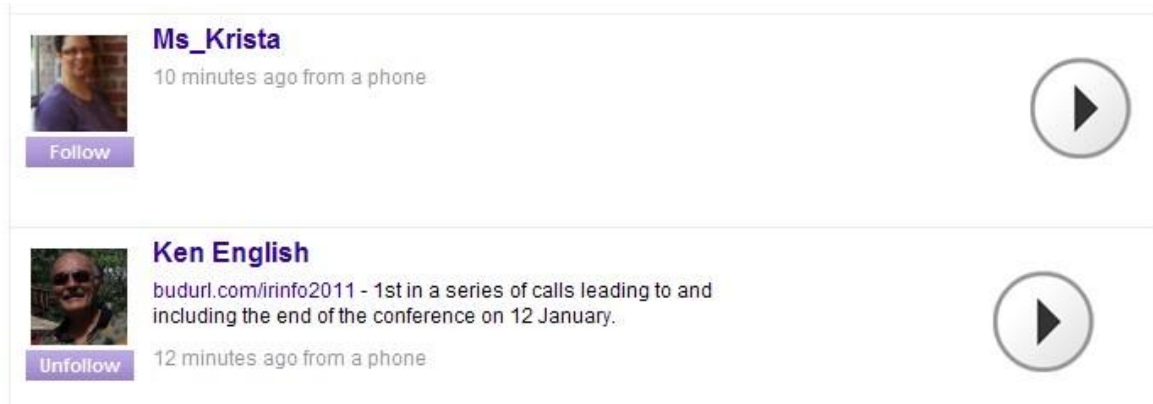 Ms_Krista
10 minutes ago from a phone
Follow
Ken English
budurl.com/irinfo2011 - 1st in a series of calls leading to and
including the end of the conference on 12 January.
12 minutes ago from a phone
Unfollow